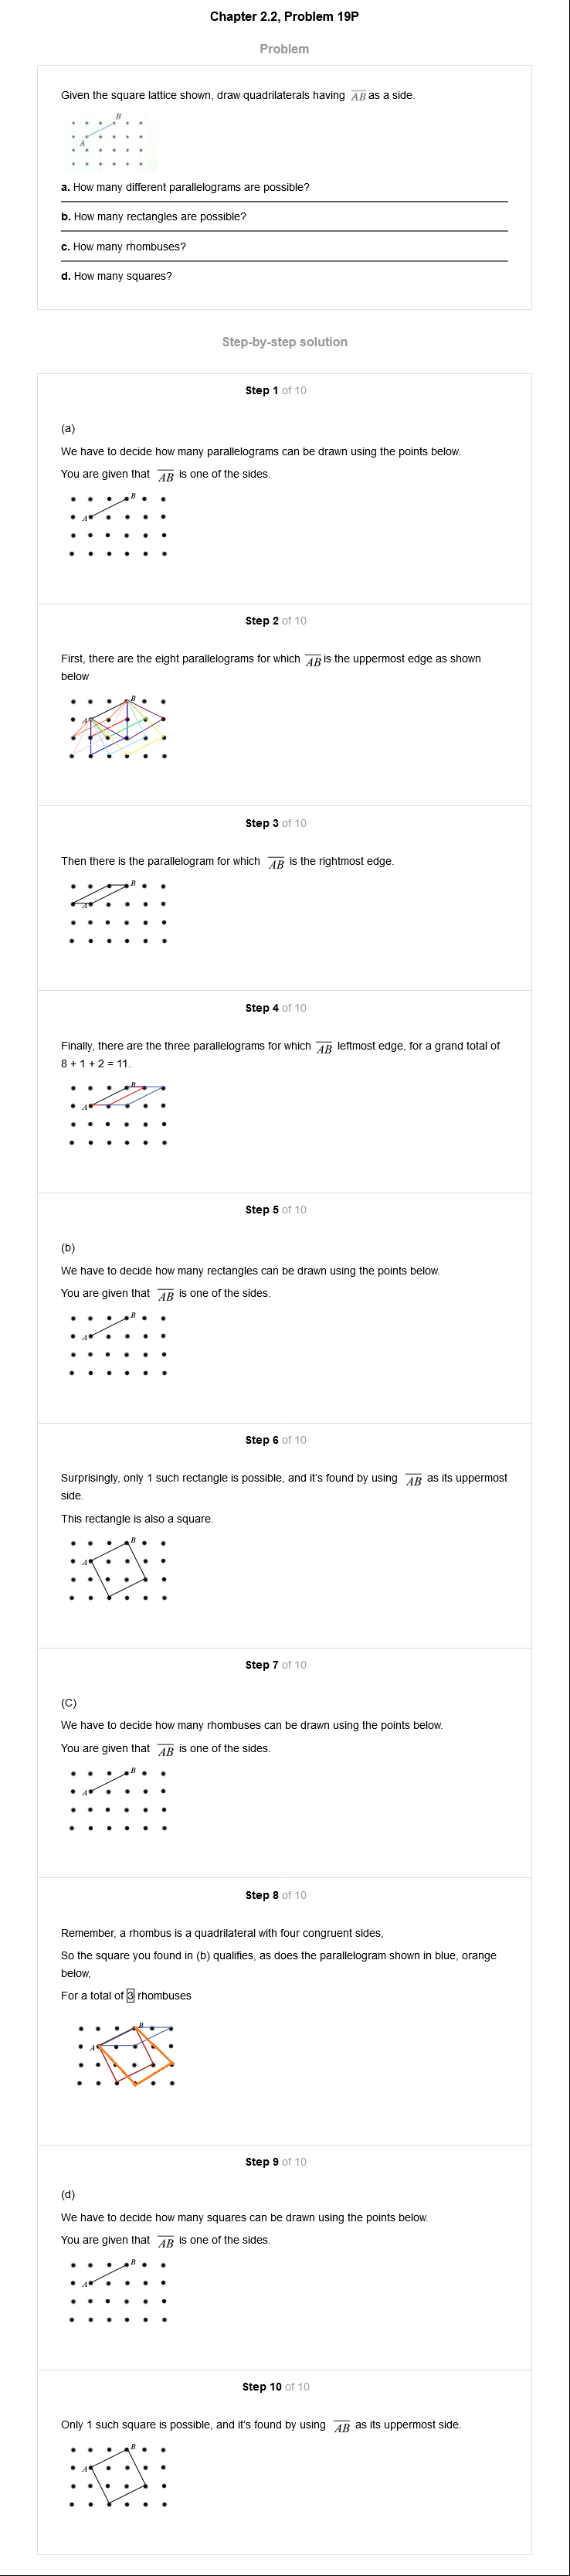 Chapter 2.2, Problem 19P
Problem
Given the square lattice shown, draw quadrilaterals having AB as a side.
B
A
a. How many different parallelograms are possible?
b. How many rectangles are possible?
c. How many rhombuses?
d. How many squares?
Step-by-step solution
Step 1 of 10
(a)
We have to decide how many parallelograms can be drawn using the points below.
You are given that AB is one of the sides.
B
A
Step 2 of 10
First, there are the eight parallelograms for which AB is the uppermost edge as shown
below
B
A
Step 3 of 10
Then there is the parallelogram for which AB is the rightmost edge.
B
A
Step 4 of 10
Finally, there are the three parallelograms for which AB leftmost edge, for a grand total of
8 + 1 + 2 = 11.
B
A
Step 5 of 10
(b)
We have to decide how many rectangles can be drawn using the points below.
You are given that AB is one of the sides.
B
A
Step 6 of 10
Surprisingly, only 1 such rectangle is possible, and it's found by using AB as its uppermost
side.
This rectangle is also a square.
B
A
Step 7 of 10
(C)
We have to decide how many rhombuses can be drawn using the points below.
You are given that AB is one of the sides.
B
A
Step 8 of 10
Remember, a rhombus is a quadrilateral with four congruent sides,
So the square you found in (b) qualifies, as does the parallelogram shown in blue, orange
below,
For a total of 3 rhombuses
B
A
Step 9 of 10
(d)
We have to decide how many squares can be drawn using the points below.
You are given that AB is one of the sides.
B
A
Step 10 of 10
Only 1 such square is possible, and it's found by using AB as its uppermost side.
B
A